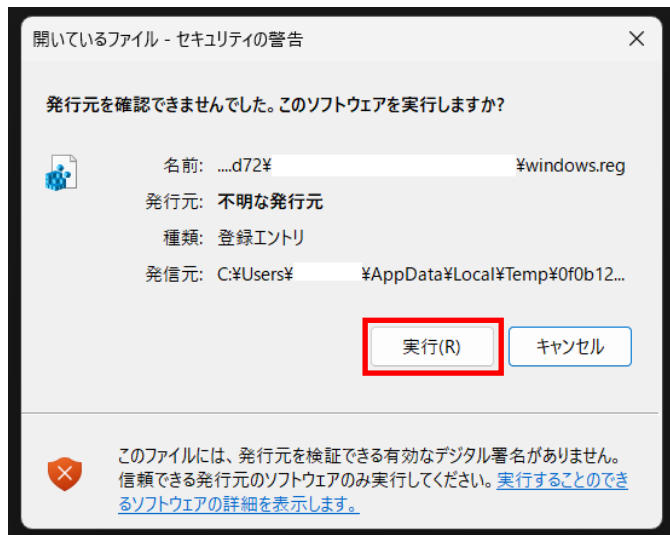 開いているファイル - セキュリティの警告
発行元を確認できませんでした。このソフトウェアを実行しますか?
名前: ....d72¥ ¥windows.reg
発行元: 不明な発行元
種類: 登録エントリ
発信元: C:¥Users¥ ¥AppData¥Local¥Temp¥0f0b12...
実行(R) キャンセル
このファイルには、発行元を検証できる有効なデジタル署名がありません。
信頼できる発行元のソフトウェアのみ実行してください。実行することのでき
るソフトウェアの詳細を表示します。